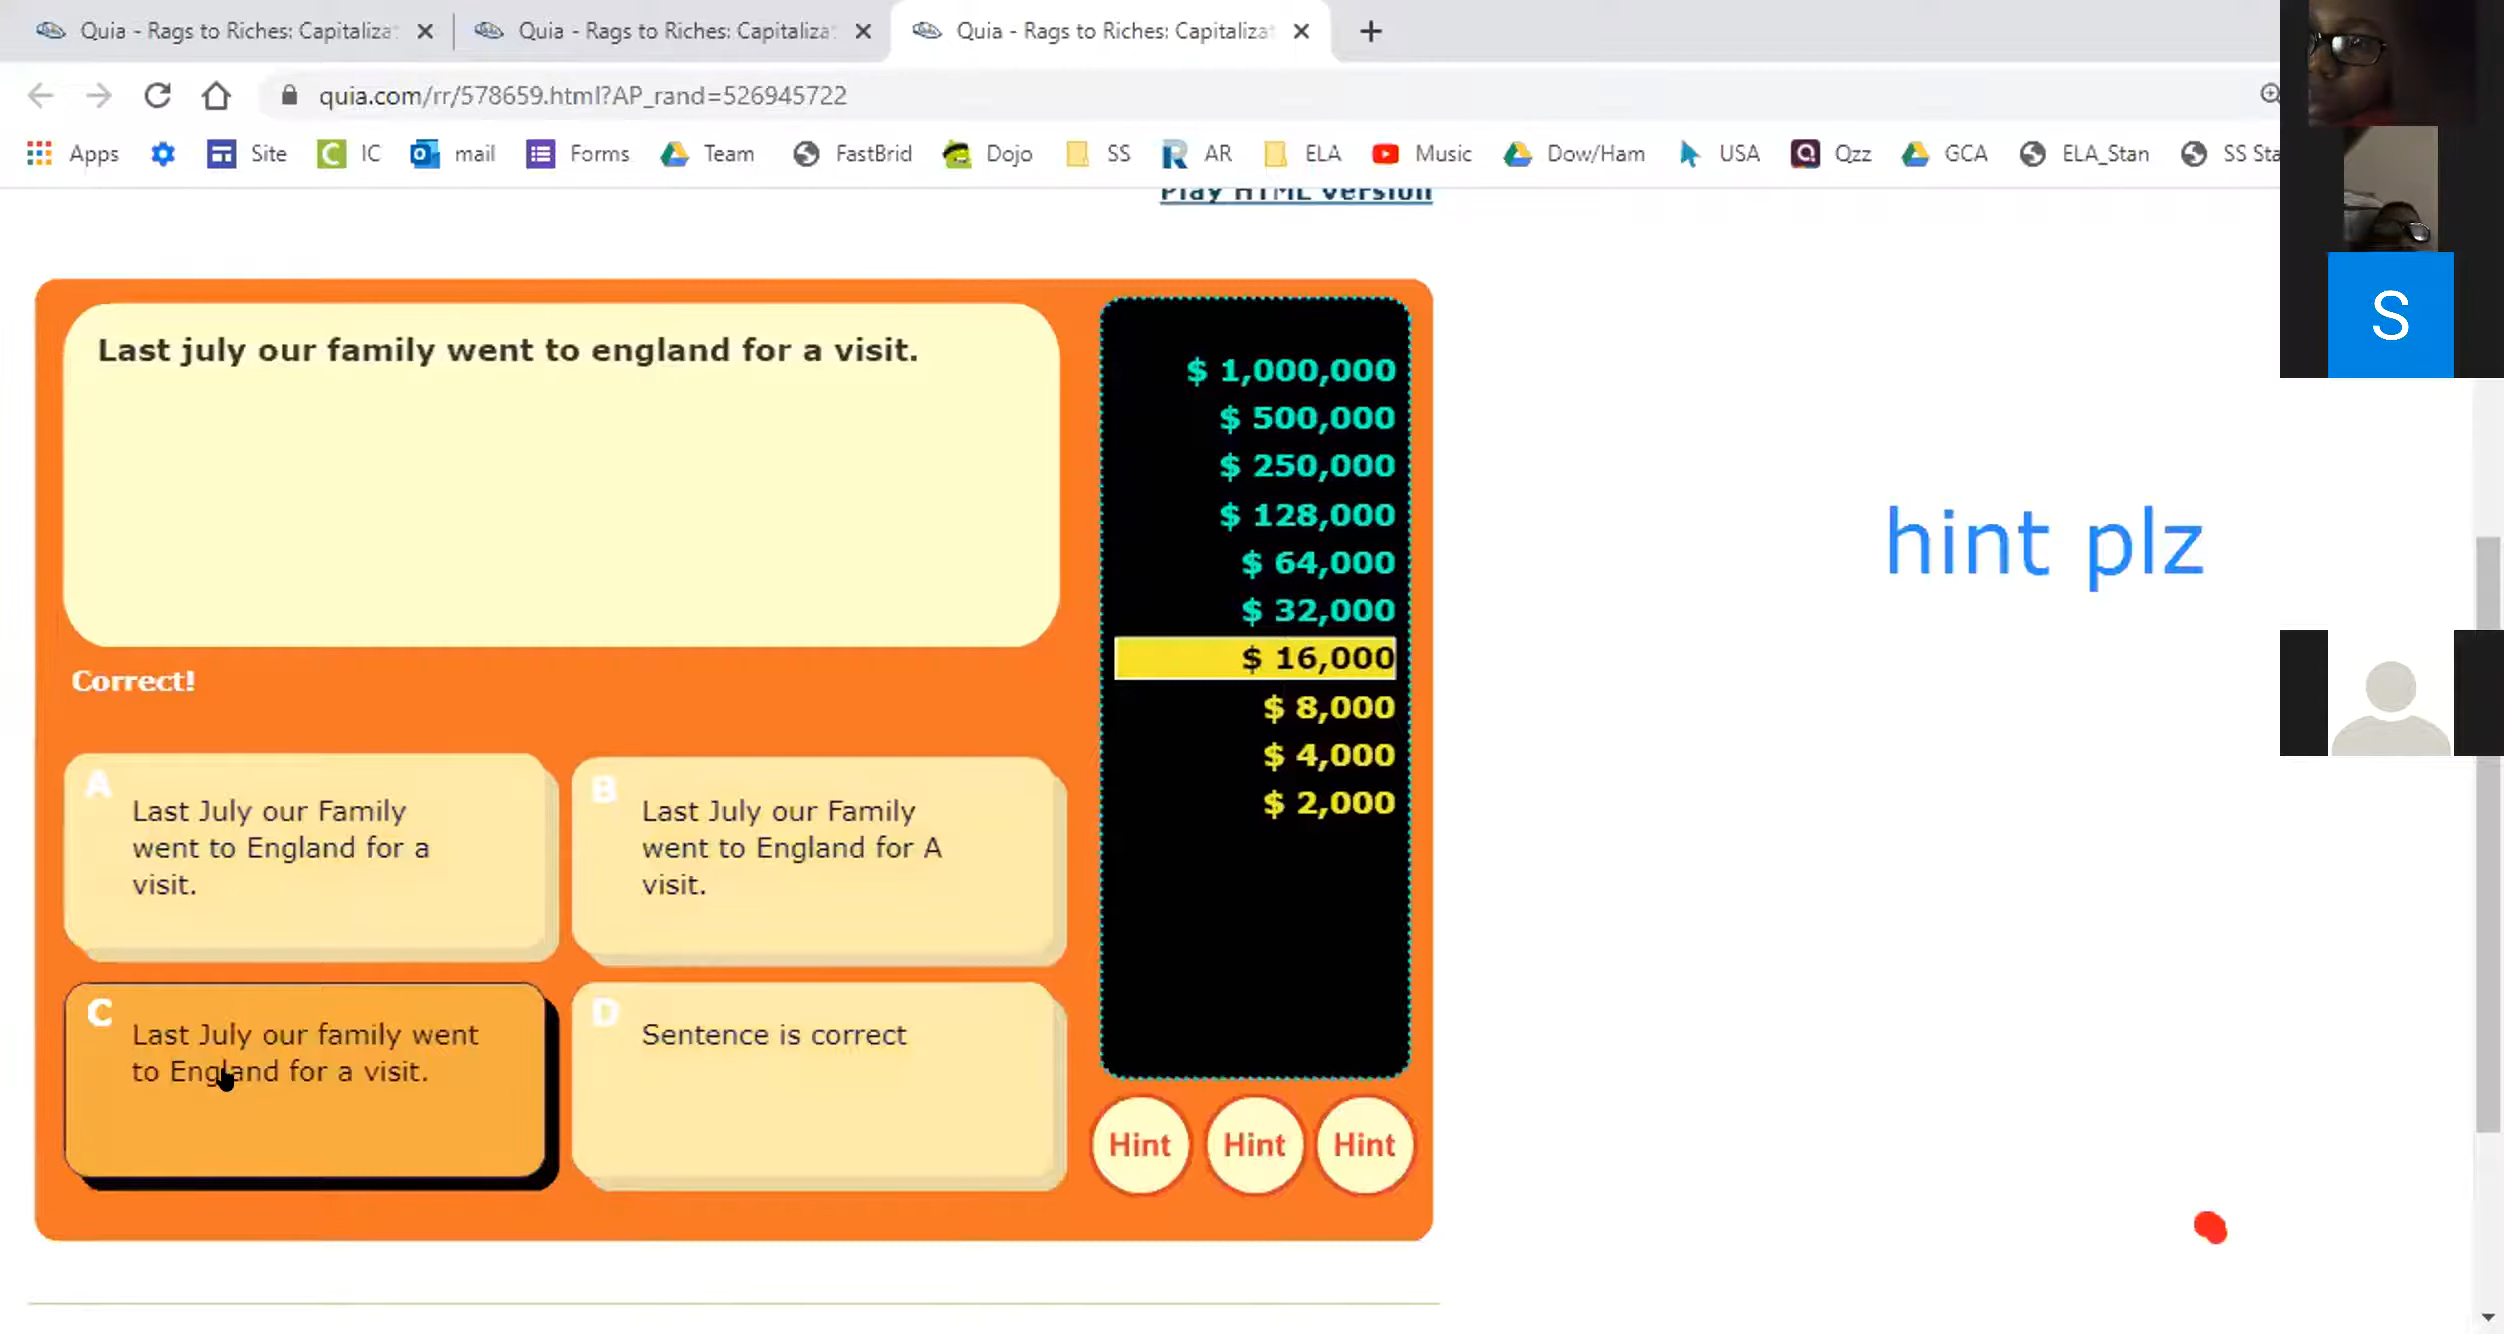 Quia - Rags to Riches: Capitaliza Quia - Rags to Riches: Capitaliza Quia - Rags to Riches: Capitaliza
quia.com/rr/578659.html?AP_rand=526945722
Apps Site IC mail Forms Team FastBrid Dojo SS AR ELA Music Dow/Ham USA Qzz GCA ELA_Stan SS Sta
Play HTML version
S
Last july our family went to england for a visit.
$ 1,000,000
$ 500,000
$ 250,000
$ 128,000
$ 64,000
$ 32,000
$ 16,000
$ 8,000
$ 4,000
$ 2,000
hint plz
Correct!
A
Last July our Family
went to England for a
visit.
B
Last July our Family
went to England for A
visit.
C
Last July our family went
to England for a visit.
D
Sentence is correct
Hint Hint Hint